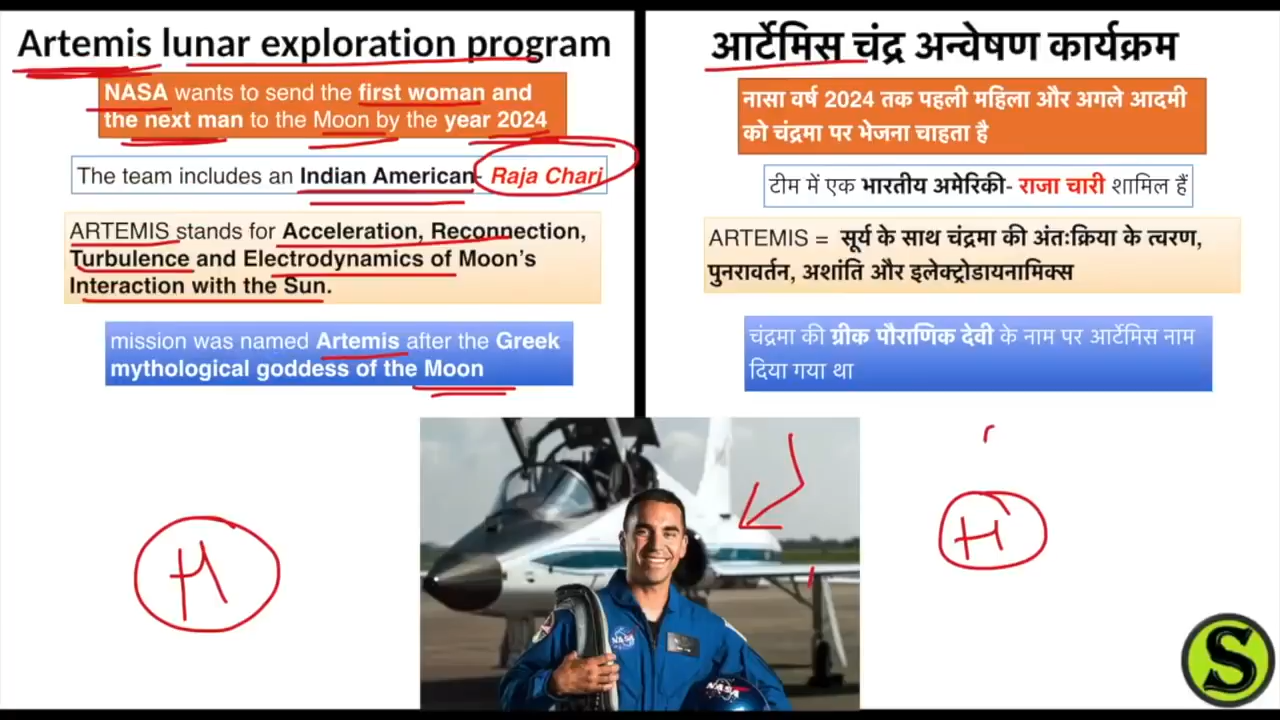 Artemis lunar exploration program
NASA wants to send the first woman and
the next man to the Moon by the year 2024
The team includes an Indian American- Raja Chari
ARTEMIS stands for Acceleration, Reconnection,
Turbulence and Electrodynamics of Moon's
Interaction with the Sun.
mission was named Artemis after the Greek
mythological goddess of the Moon
आर्टेमिस चंद्र अन्वेषण कार्यक्रम
नासा वर्ष 2024 तक पहली महिला और अगले आदमी
को चंद्रमा पर भेजना चाहता है
टीम में एक भारतीय अमेरिकी- राजा चारी शामिल हैं
ARTEMIS = सूर्य के साथ चंद्रमा की अंत:क्रिया के त्वरण,
पुनरावर्तन, अशांति और इलेक्ट्रोडायनामिक्स
चंद्रमा की ग्रीक पौराणिक देवी के नाम पर आर्टेमिस नाम
दिया गया था
NASA
NASA
S